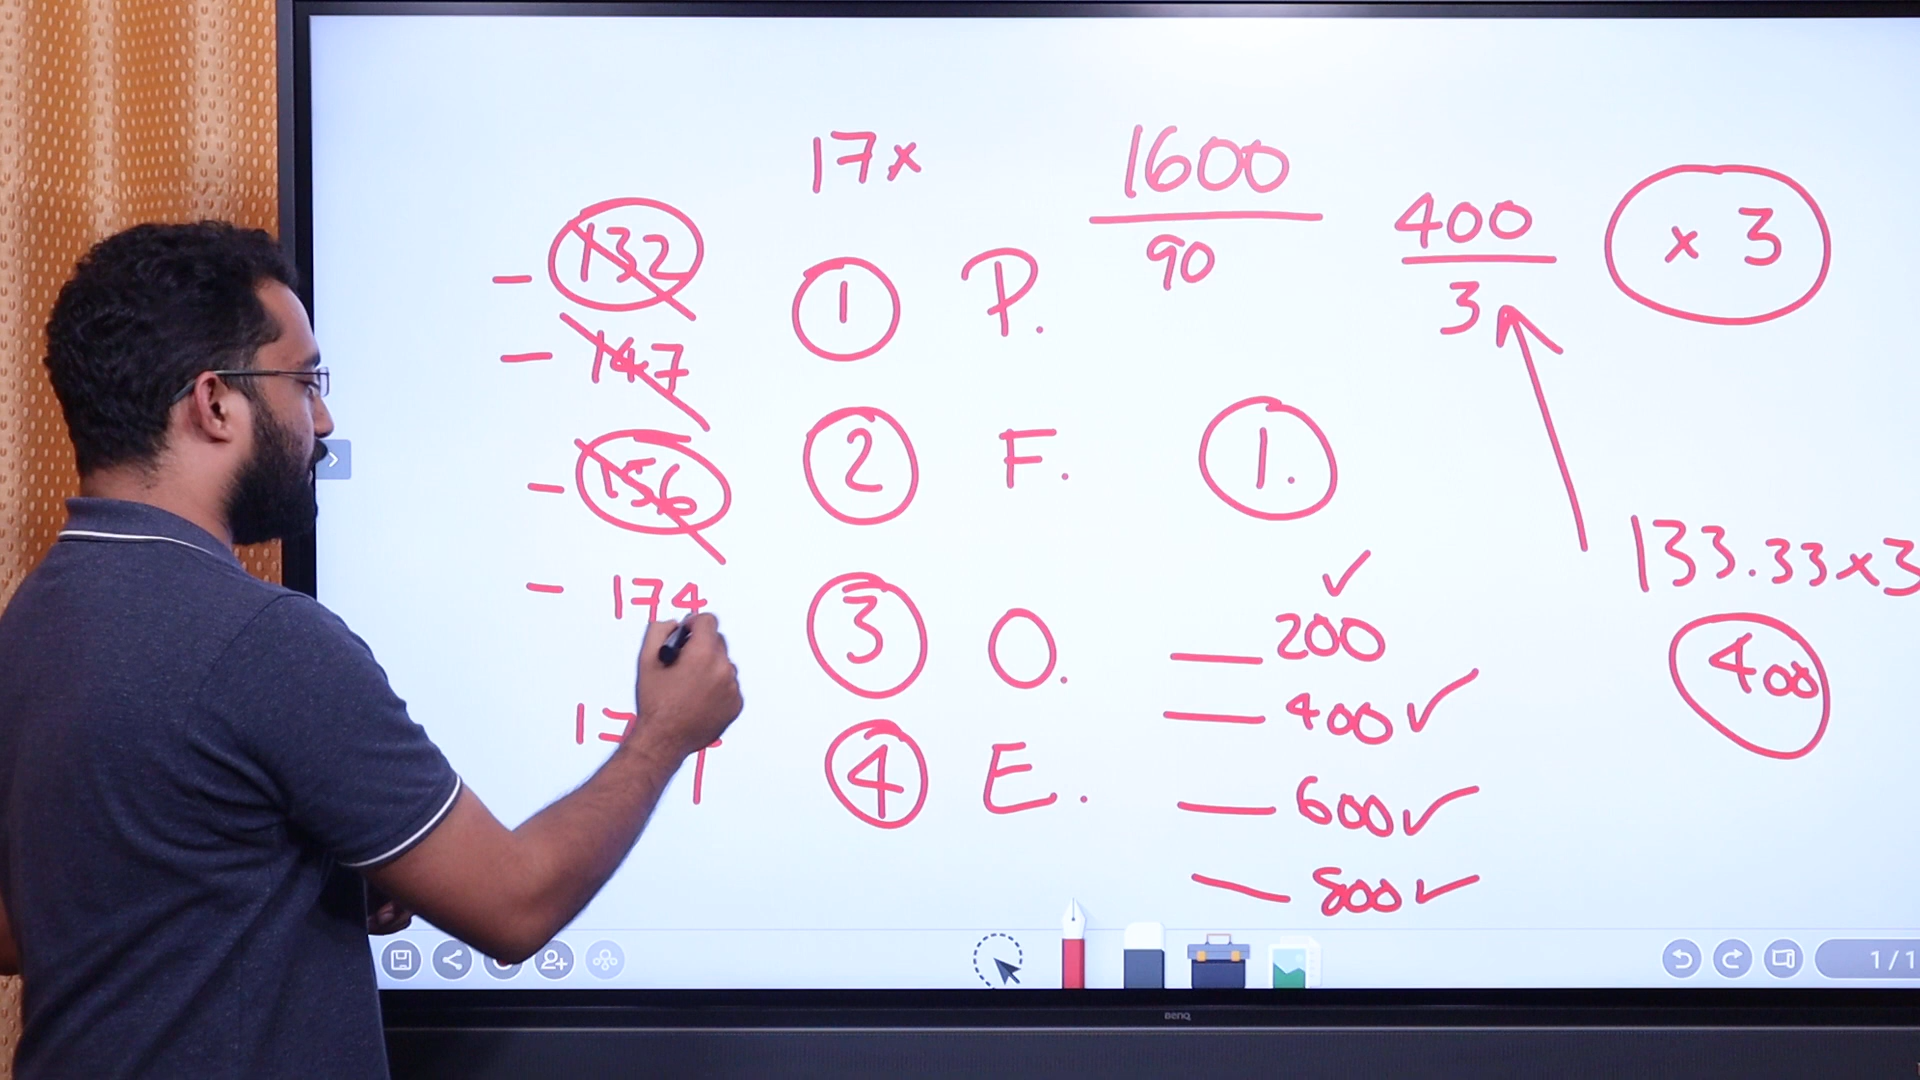 17x
1600
90
400
3
x 3
- 132
① P.
- 147
- 156
② F.
1.
133.33x3
- 174
③ O.
— 200 ✓
400
— 400 ✓
④ E.
— 600 ✓
— 800 ✓
1/1
BenQ